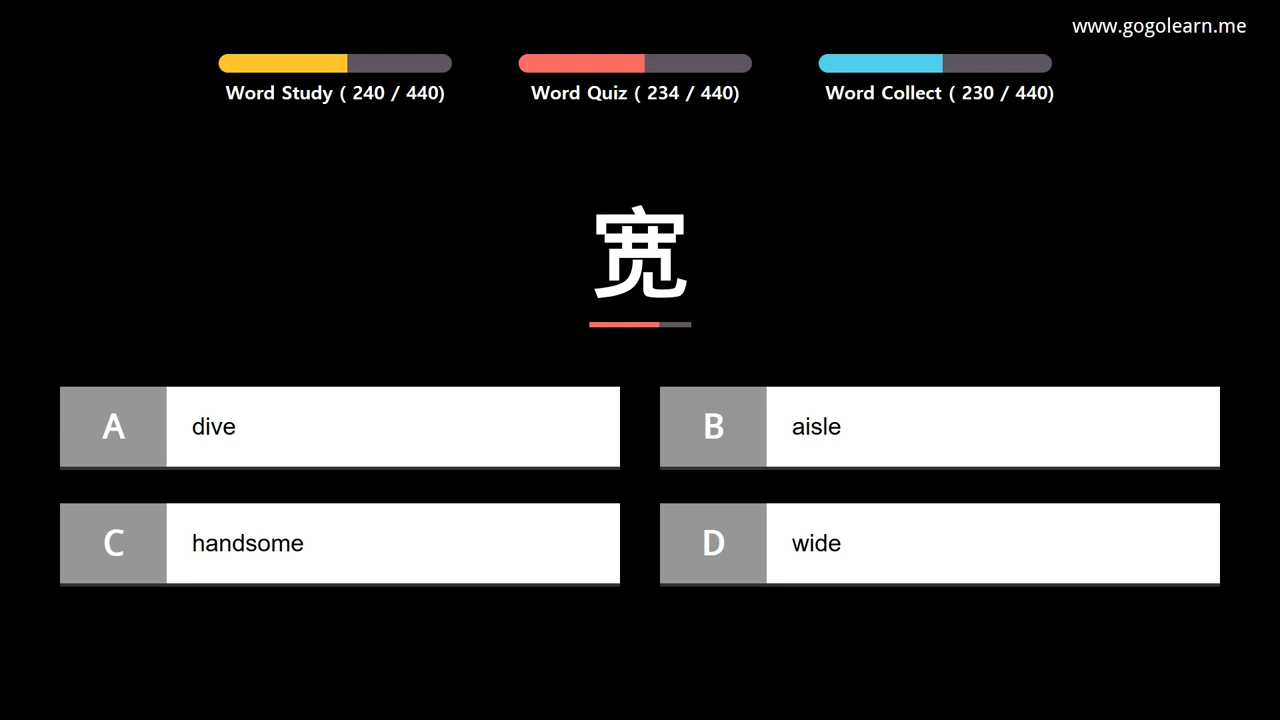 www.gogolearn.me
Word Study ( 240 / 440)
Word Quiz ( 234 / 440)
Word Collect ( 230 / 440)
宽
A dive
B aisle
C handsome
D wide